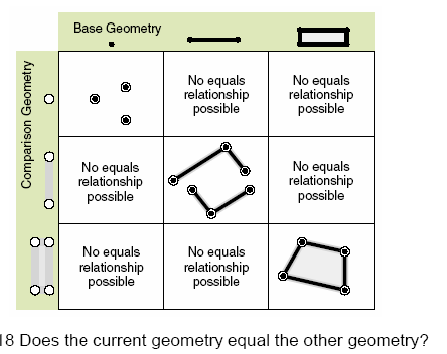 Base Geometry
Comparison Geometry
No equals
relationship
possible
No equals
relationship
possible
No equals
relationship
possible
No equals
relationship
possible
No equals
relationship
possible
No equals
relationship
possible
18 Does the current geometry equal the other geometry?